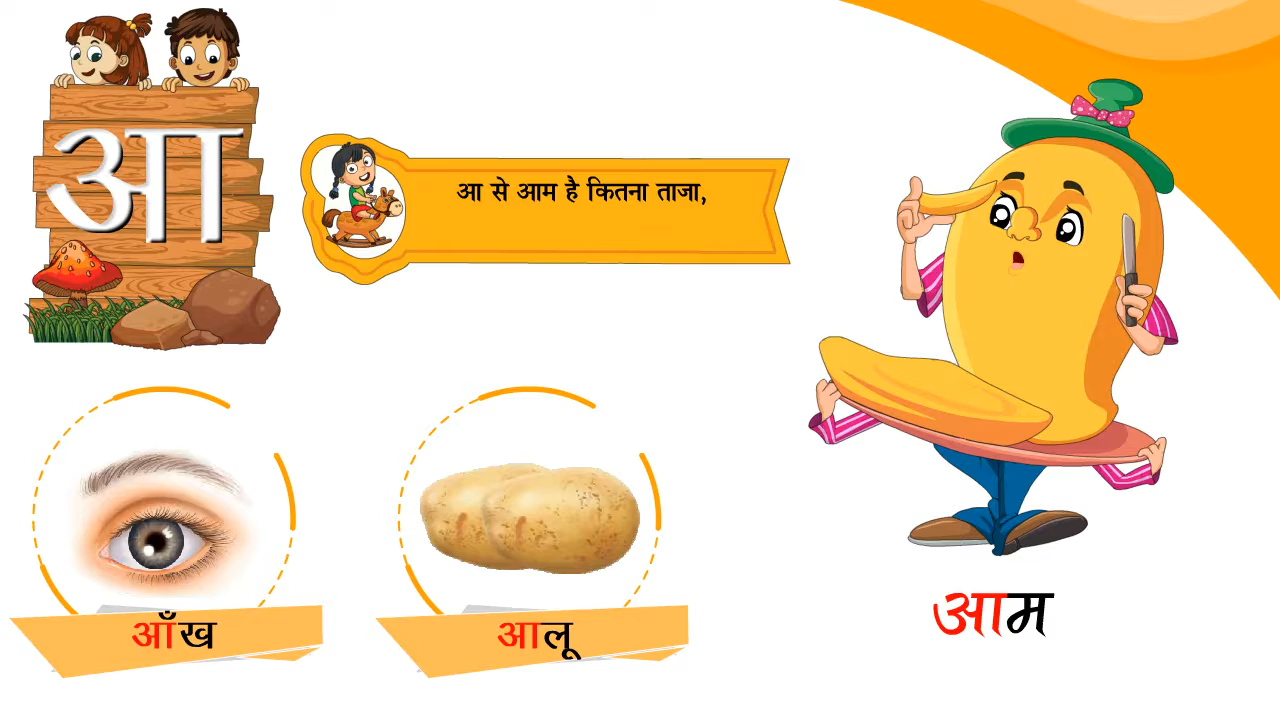 आ
आ से आम है कितना ताजा,
आँख
आलू
आम